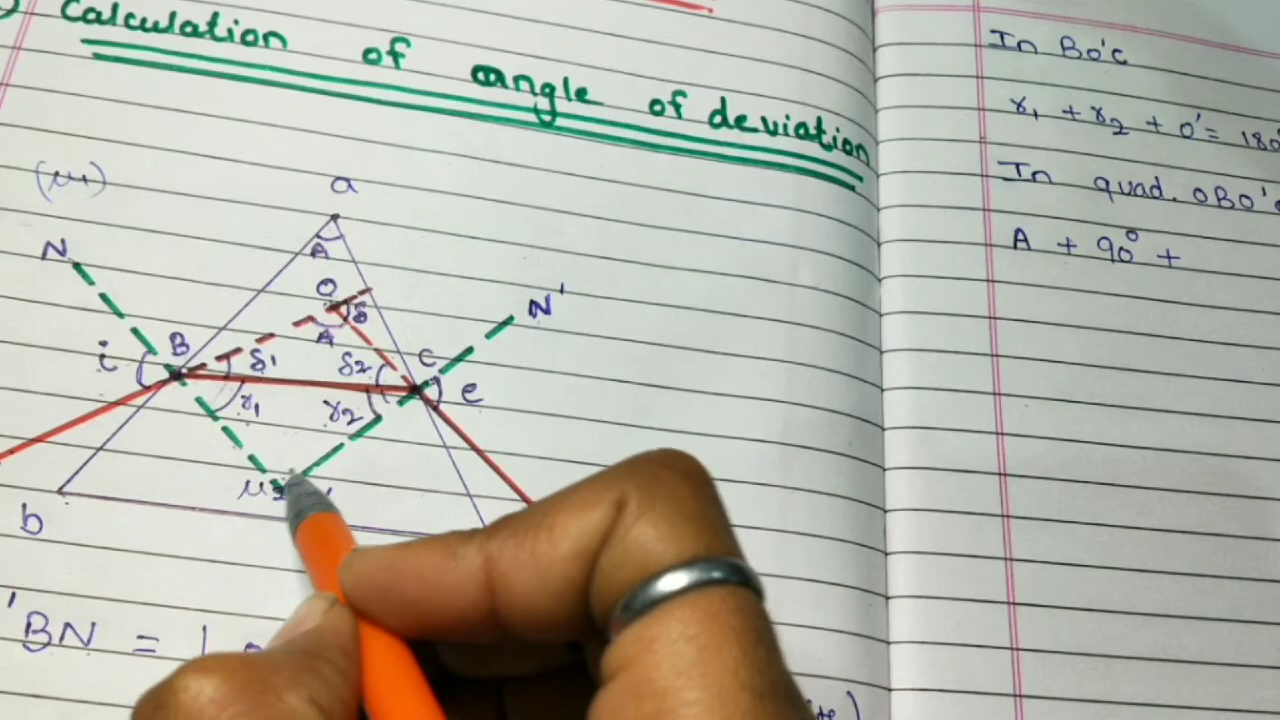 Calculation of angle of deviation
(μ1)
a
A
N
O
δ
N'
A
i
B
δ1
δ2
C
e
r1
r2
μ2
b
'BN = L
In BO'C
r1 + r2 + O' = 180
In quad. OBO'
A + 90° +